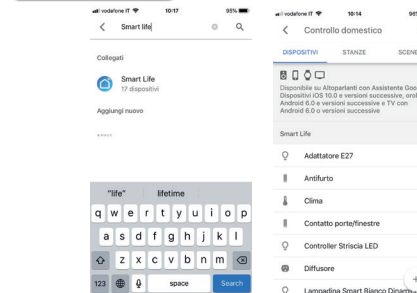 vodafone IT 10:17 95%
Smart life
Collegati
Smart Life
17 dispositivi
Aggiungi nuovo
"life" lifetime
q w e r t y u i o p
a s d f g h j k l
z x c v b n m
123 space Search
vodafone IT 10:14
Controllo domestico
DISPOSITIVI STANZE SCENE
Disponibile su Altoparlanti con Assistente Goo
Dispositivi iOS 10.0 e versioni successive, orol
Android 6.0 e versioni successive e TV con
Android 6.0 o versioni successive
Smart Life
Adattatore E27
Antifurto
Clima
Contatto porte/finestre
Controller Striscia LED
Diffusore
Lampadina Smart Bianco Dinamic